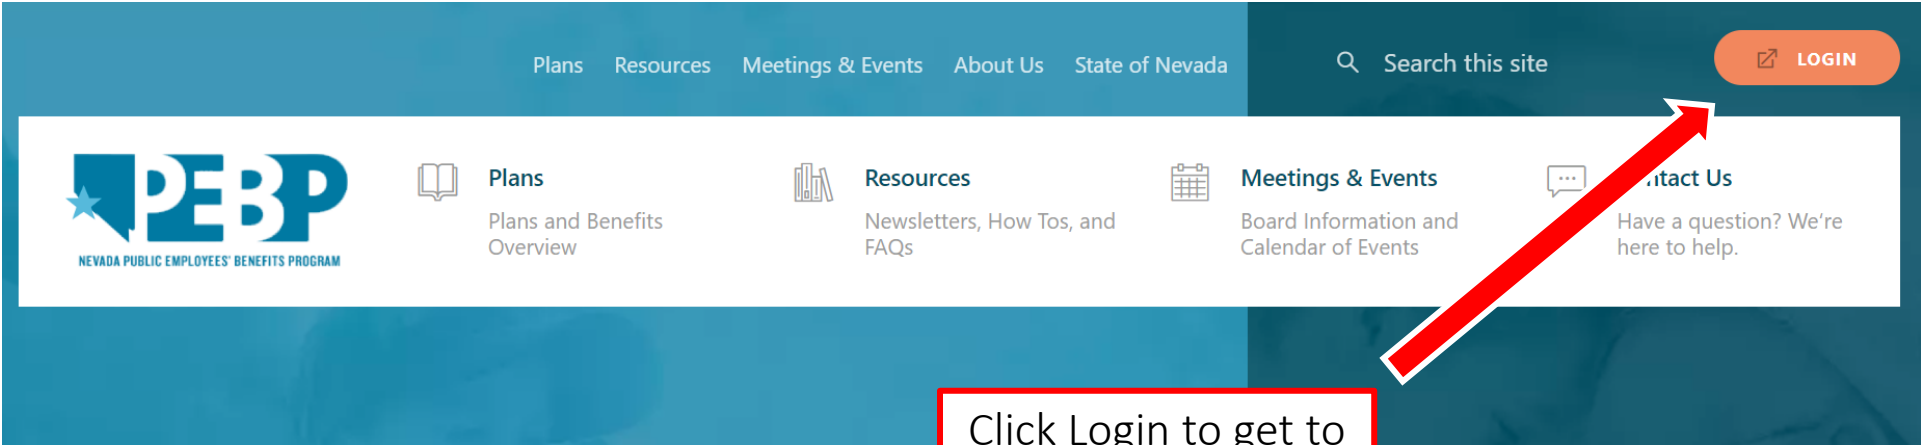 Plans Resources Meetings & Events About Us State of Nevada Search this site LOGIN
PEBP
NEVADA PUBLIC EMPLOYEES' BENEFITS PROGRAM
Plans
Plans and Benefits
Overview
Resources
Newsletters, How Tos, and
FAQs
Meetings & Events
Board Information and
Calendar of Events
ntact Us
Have a question? We're
here to help.
Click Login to get to